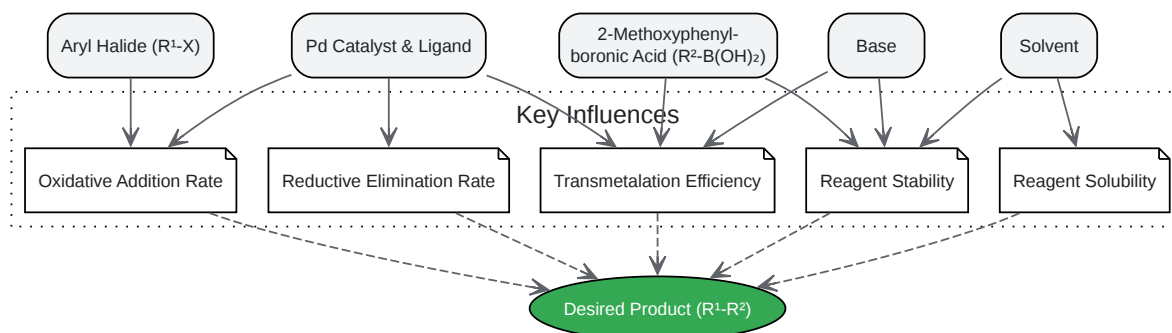 Aryl Halide (R¹-X)
Pd Catalyst & Ligand
2-Methoxyphenyl-
boronic Acid (R²-B(OH)₂)
Base
Solvent
Key Influences
Oxidative Addition Rate
Reductive Elimination Rate
Transmetalation Efficiency
Reagent Stability
Reagent Solubility
Desired Product (R¹-R²)